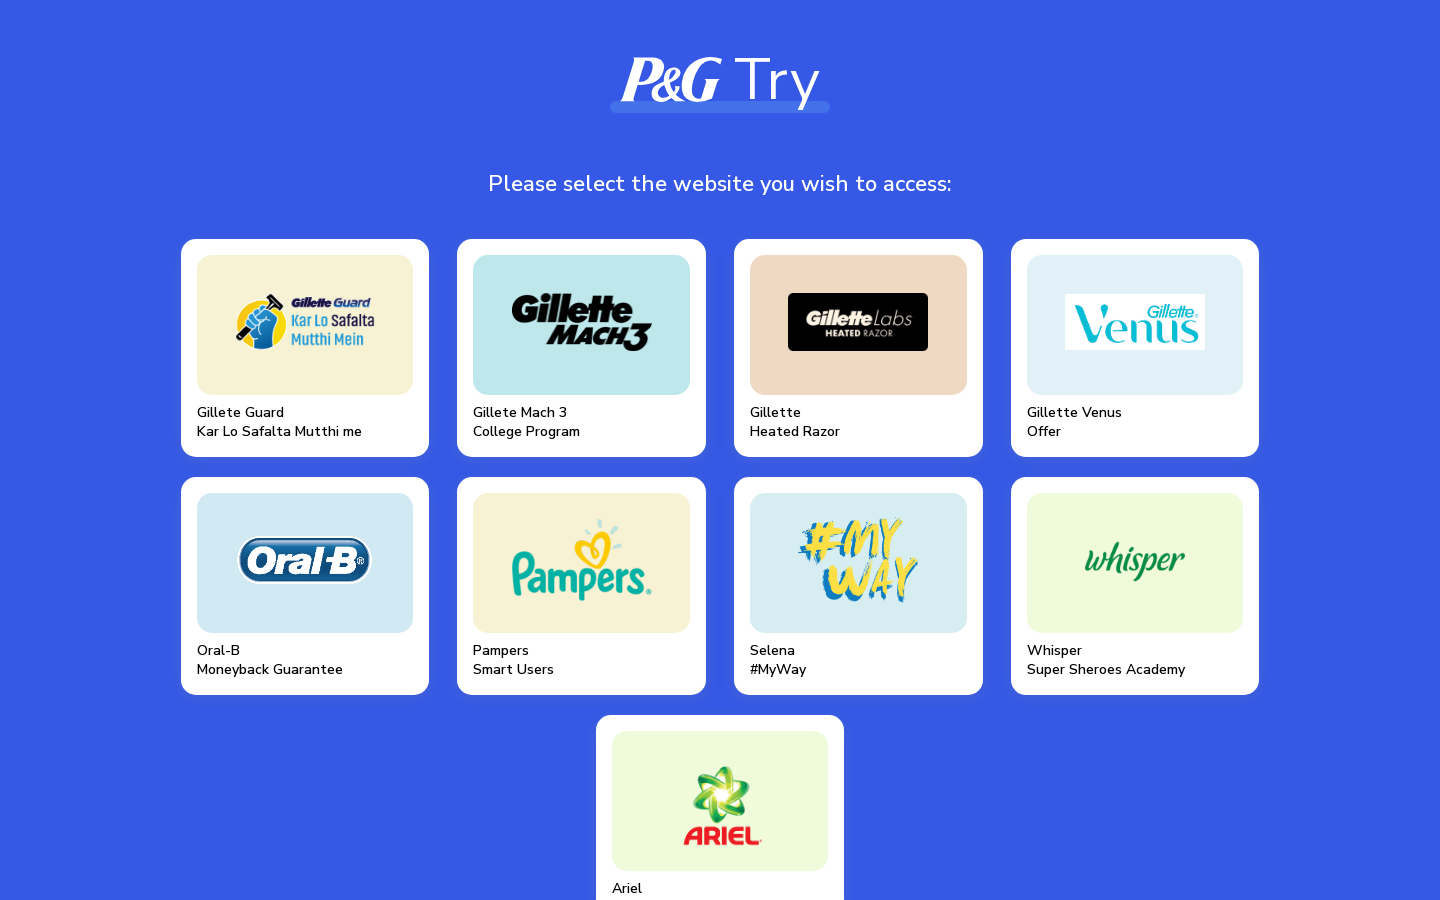 P&G Try
Please select the website you wish to access:
Gillette Guard
Kar Lo Safalta
Mutthi Mein
Gillete Guard
Kar Lo Safalta Mutthi me
Gillette
MACH3
Gillete Mach 3
College Program
Gillette Labs
HEATED RAZOR
Gillette
Heated Razor
Gillette
Venus
Gillette Venus
Offer
Oral-B®
Oral-B
Moneyback Guarantee
Pampers®
Pampers
Smart Users
#MY
WAY
Selena
#MyWay
whisper
Whisper
Super Sheroes Academy
ARIEL
Ariel